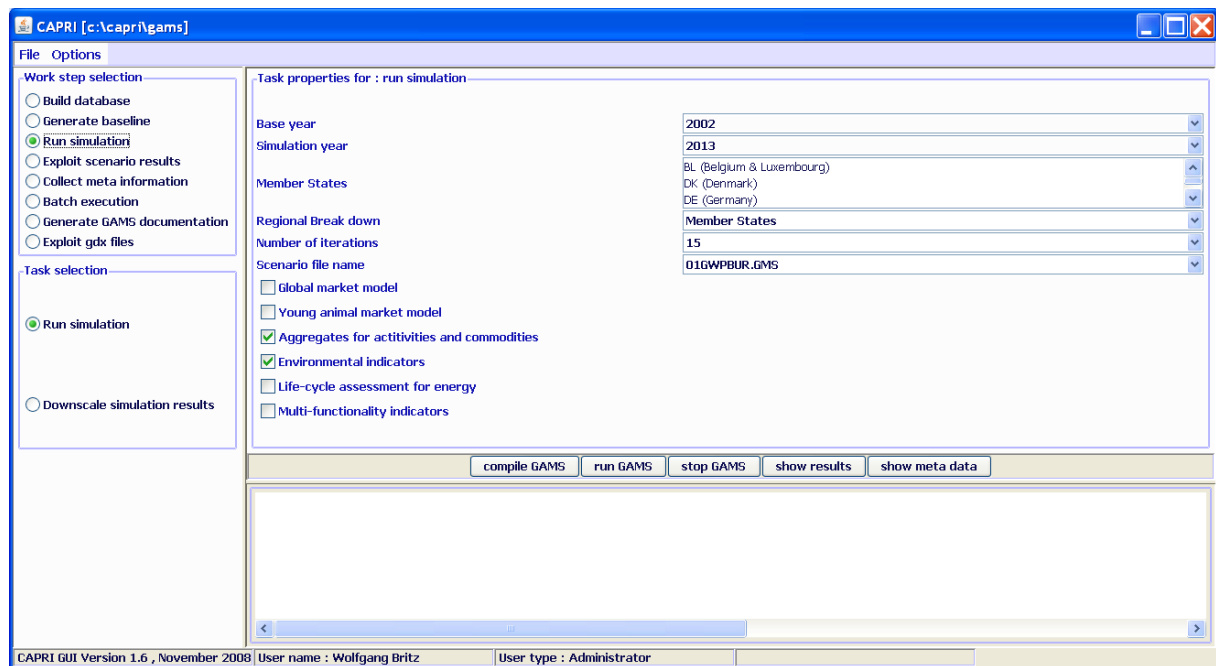 CAPRI [c:\capri\gams]
File Options
Work step selection
Build database
Generate baseline
Run simulation
Exploit scenario results
Collect meta information
Batch execution
Generate GAMS documentation
Exploit gdx files
Task selection
Run simulation
Downscale simulation results
Task properties for : run simulation
Base year 2002
Simulation year 2013
Member States
BL (Belgium & Luxembourg)
DK (Denmark)
DE (Germany)
Regional Break down Member States
Number of iterations 15
Scenario file name 01GWPBUR.GMS
Global market model
Young animal market model
Aggregates for actitivities and commodities
Environmental indicators
Life-cycle assessment for energy
Multi-functionality indicators
compile GAMS run GAMS stop GAMS show results show meta data
CAPRI GUI Version 1.6 , November 2008 User name : Wolfgang Britz User type : Administrator